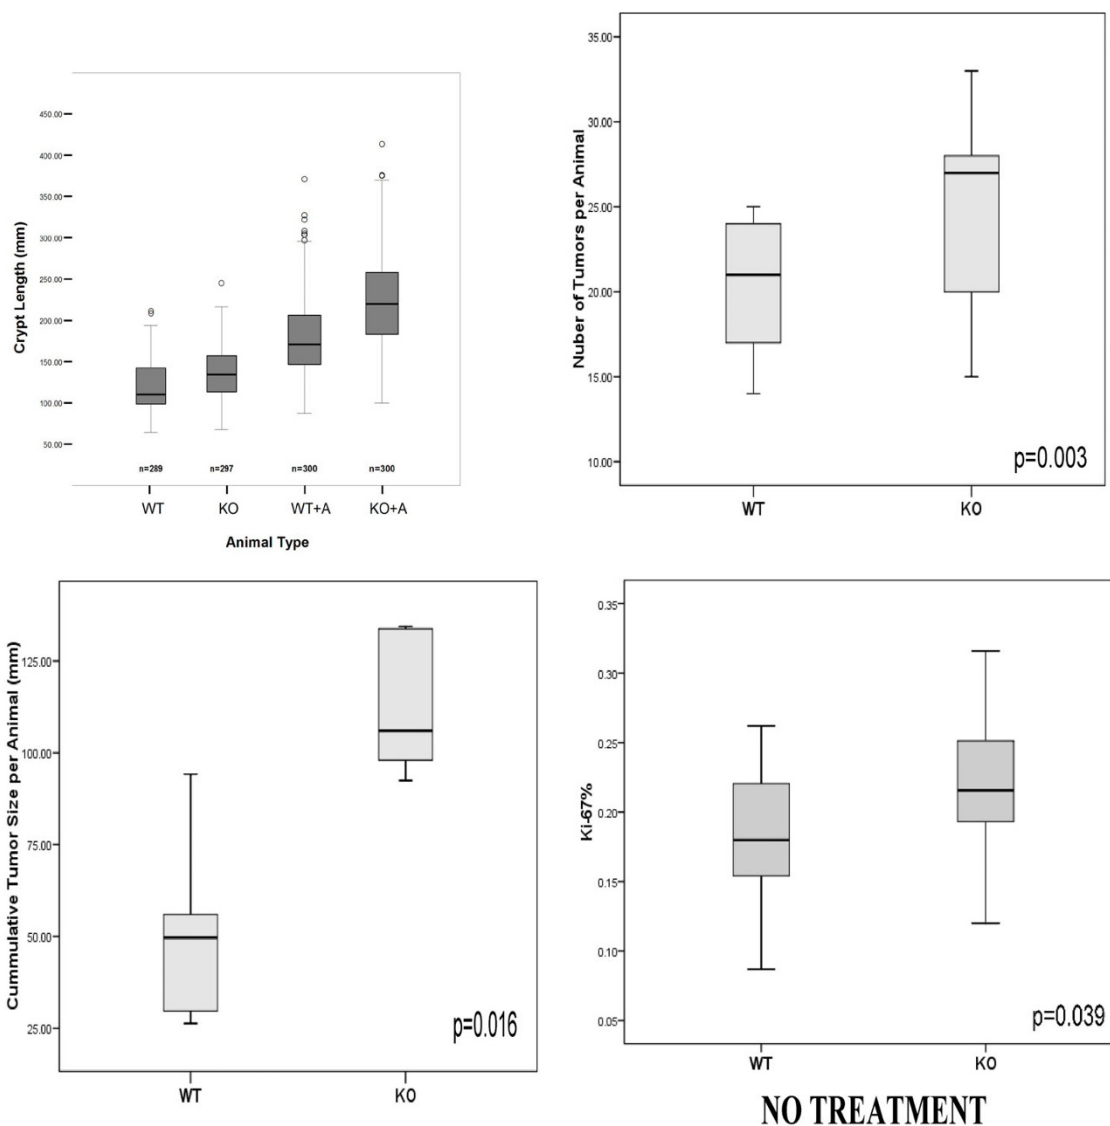 450.00
400.00
350.00
300.00
250.00
200.00
150.00
100.00
50.00
Crypt Length (mm)
n=289 n=297 n=300 n=300
WT KO WT+A KO+A
Animal Type
35.00
30.00
25.00
20.00
15.00
10.00
Nuber of Tumors per Animal
p=0.003
WT KO
125.00
100.00
75.00
50.00
25.00
Cummulative Tumor Size per Animal (mm)
p=0.016
WT KO
0.35
0.30
0.25
0.20
0.15
0.10
0.05
Ki-67%
p=0.039
WT KO
NO TREATMENT